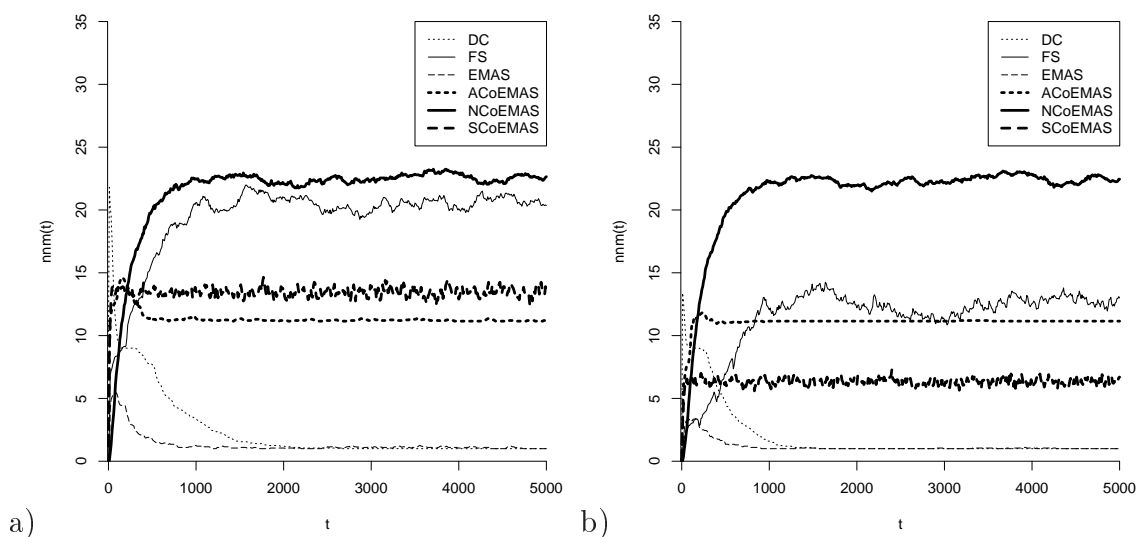 35
30
25
20
15
10
5
0
nnm(t)
0 1000 2000 3000 4000 5000
t
DC
FS
EMAS
ACoEMAS
NCoEMAS
SCoEMAS
a)
35
30
25
20
15
10
5
0
nnm(t)
0 1000 2000 3000 4000 5000
t
DC
FS
EMAS
ACoEMAS
NCoEMAS
SCoEMAS
b)